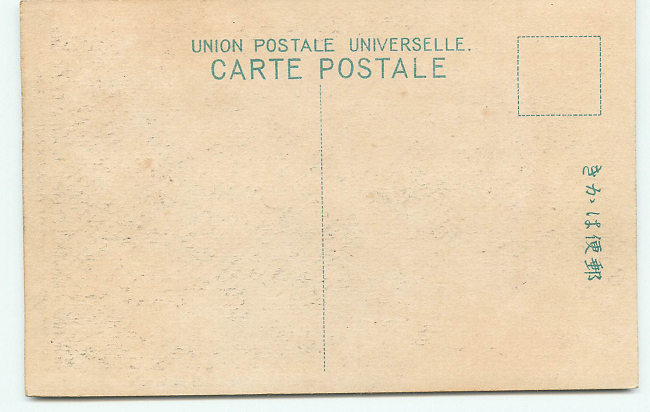 UNION POSTALE UNIVERSELLE.
CARTE POSTALE
郵便はかき